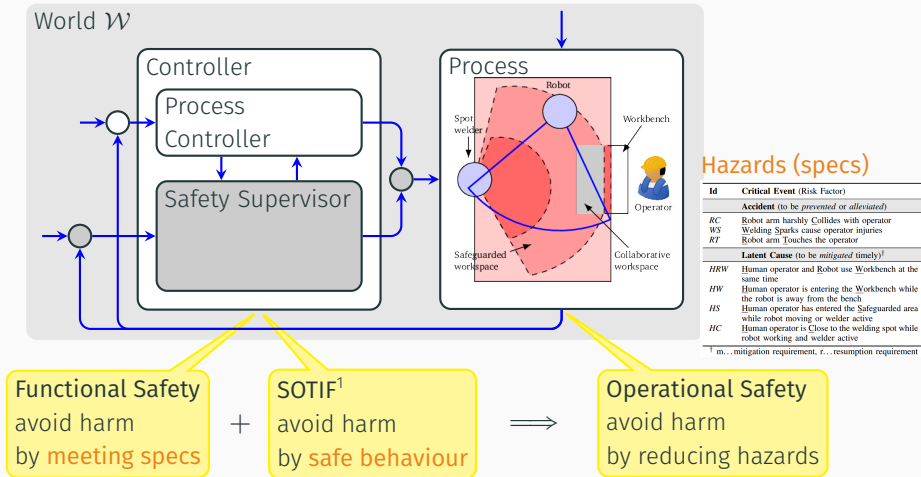 World 𝒲
Controller
Process
Controller
Safety Supervisor
Process
Robot
Spot
welder
Workbench
Operator
Safeguarded
workspace
Collaborative
workspace
Hazards (specs)
Id Critical Event (Risk Factor)
Accident (to be prevented or alleviated)
RC Robot arm harshly Collides with operator
WS Welding Sparks cause operator injuries
RT Robot arm Touches the operator
Latent Cause (to be mitigated timely)†
HRW Human operator and Robot use Workbench at the
same time
HW Human operator is entering the Workbench while
the robot is away from the bench
HS Human operator has entered the Safeguarded area
while robot moving or welder active
HC Human operator is Close to the welding spot while
robot working and welder active
† m...mitigation requirement, r...resumption requirement
Functional Safety
avoid harm
by meeting specs
+
SOTIF¹
avoid harm
by safe behaviour
⟹
Operational Safety
avoid harm
by reducing hazards